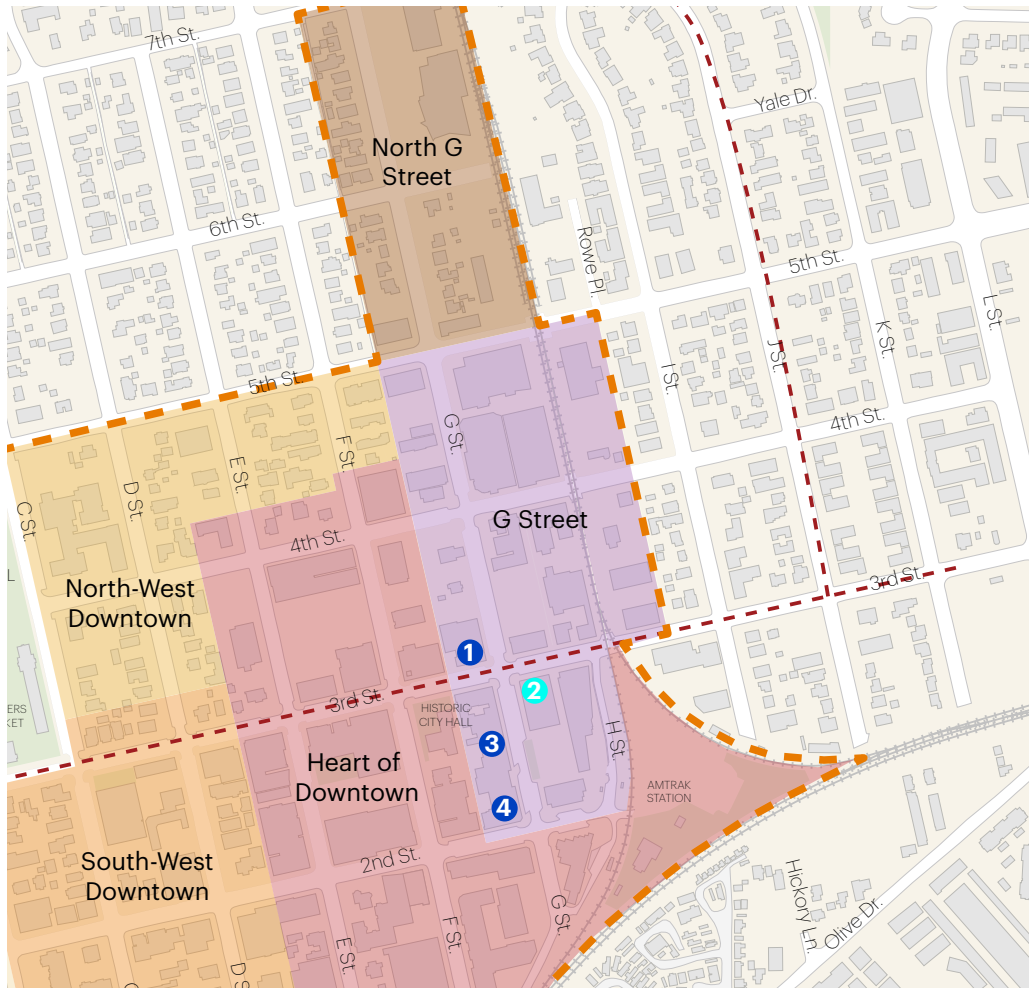 7th St.
Yale Dr.
North G
Street
6th St.
Rowe Pl.
5th St.
L St.
K St.
J St.
I St.
5th St.
F St.
G St.
4th St.
E St.
D St.
C St.
G Street
4th St.
3rd St.
L
North-West
Downtown
1
2
3rd St.
HISTORIC
CITY HALL
ERS
KET
3
H St.
Heart of
Downtown
AMTRAK
STATION
4
South-West
Downtown
2nd St.
Hickory Ln.
Olive Dr.
G St.
F St.
E St.
D St.